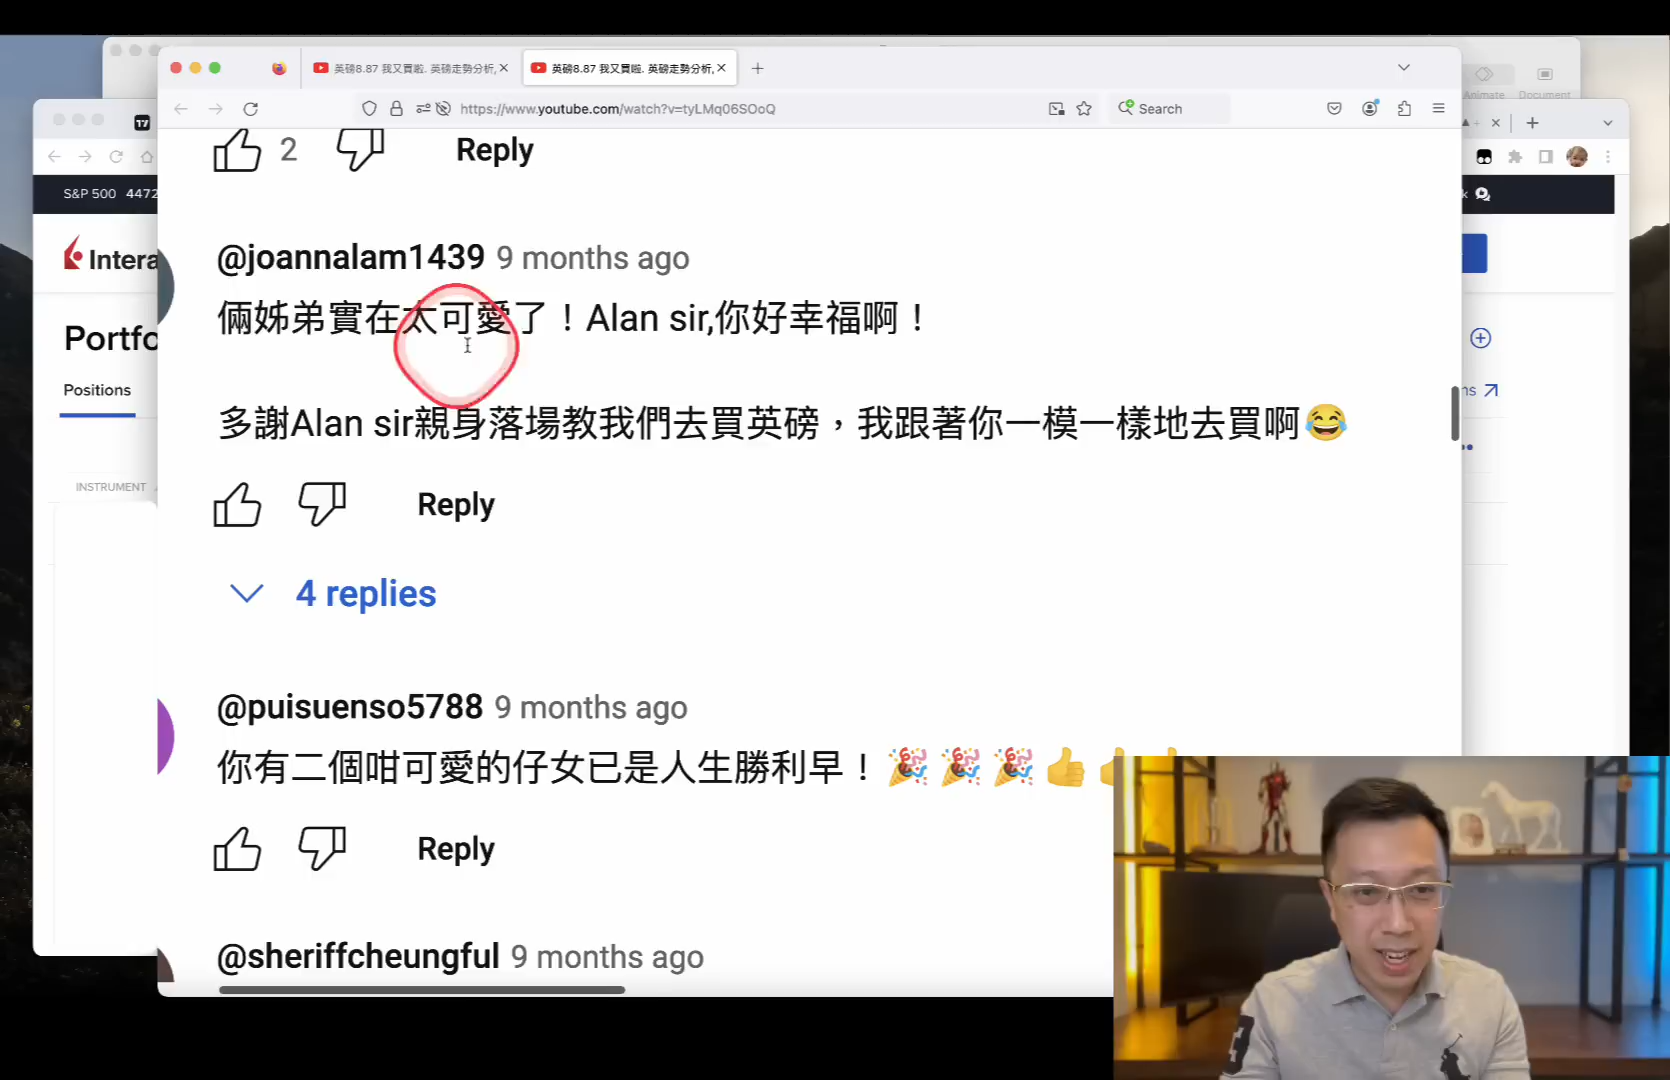 英磅8.87 我又買啦. 英磅走勢分析,
英磅8.87 我又買啦. 英磅走勢分析,
https://www.youtube.com/watch?v=tyLMq06SOoQ
Search
Animate
Document
S&P 500 4472
Intera
Portfo
Positions
INSTRUMENT
2
Reply
@joannalam1439 9 months ago
倆姊弟實在太可愛了！Alan sir,你好幸福啊！
多謝Alan sir親身落場教我們去買英磅，我跟著你一模一樣地去買啊😂
Reply
4 replies
@puisuenso5788 9 months ago
你有二個咁可愛的仔女已是人生勝利早！🎉🎉🎉👍
Reply
@sheriffcheungful 9 months ago